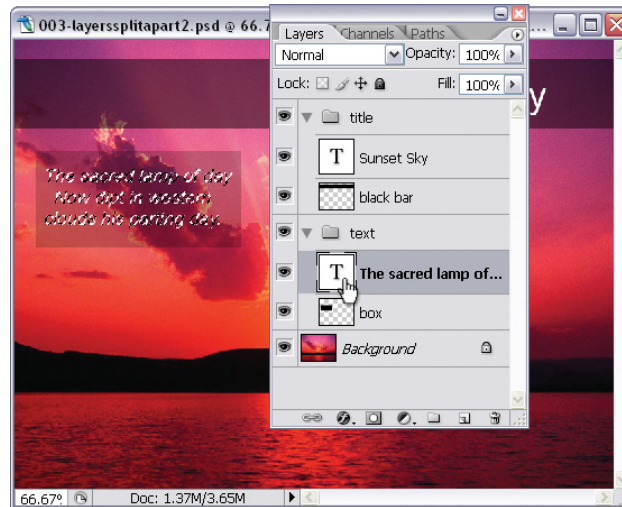 003-layerssplitapart2.psd @ 66.7
Layers Channels Paths
Normal Opacity: 100%
Lock: Fill: 100%
title
T Sunset Sky
black bar
text
T The sacred lamp of...
box
Background
y
The sacred lamp of day
Now dipt in western
clouds his parting day.
66.67% Doc: 1.37M/3.65M